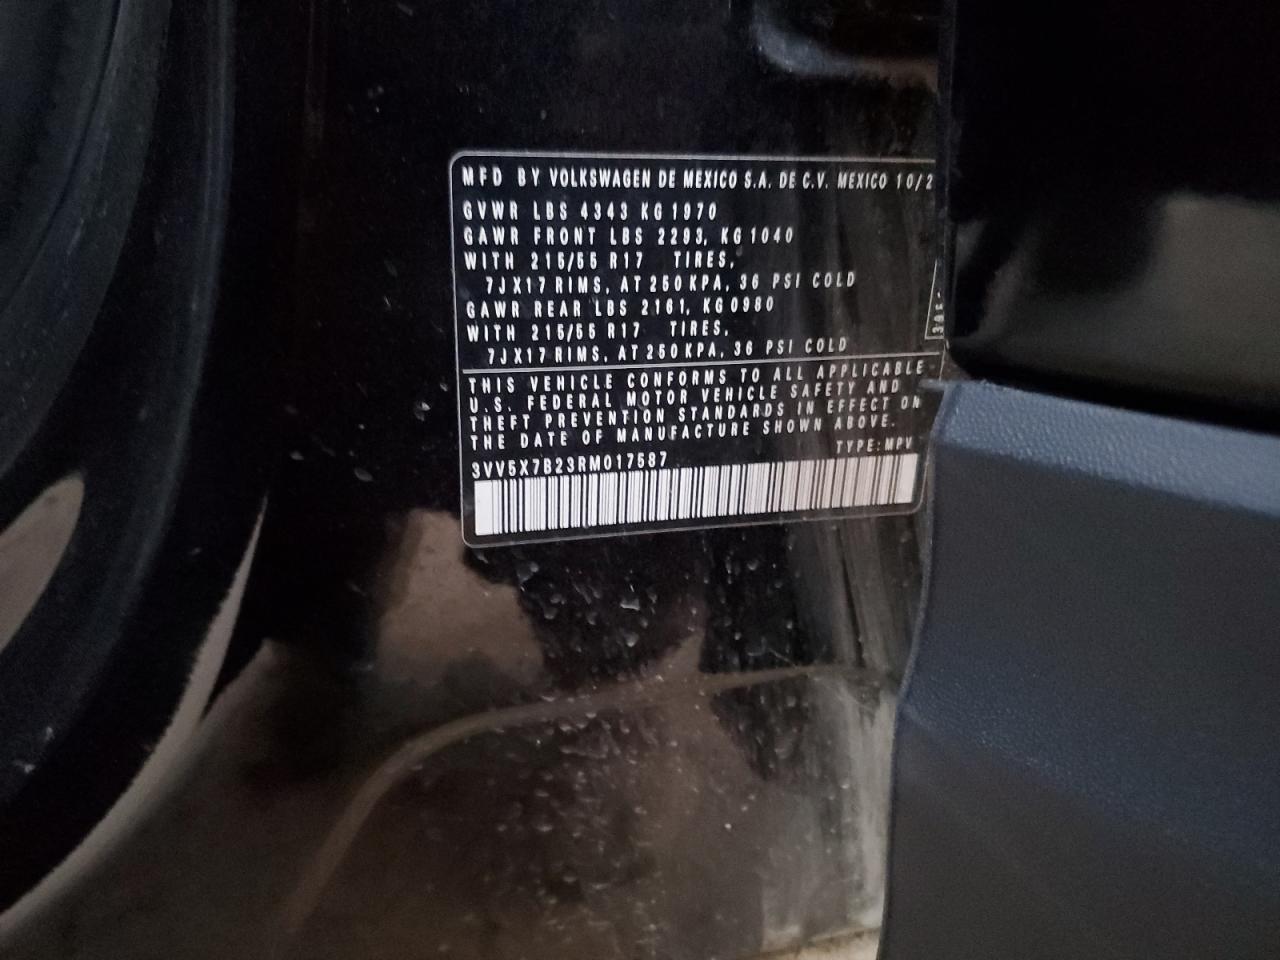 MFD BY VOLKSWAGEN DE MEXICO S.A. DE C.V. MEXICO 10/2
GVWR LBS 4343 KG 1970
GAWR FRONT LBS 2293, KG 1040
WITH 215/55 R17 TIRES,
7JX17 RIMS, AT 250 KPA, 36 PSI COLD
GAWR REAR LBS 2161, KG 0980
WITH 215/55 R17 TIRES,
7JX17 RIMS, AT 250 KPA, 36 PSI COLD
THIS VEHICLE CONFORMS TO ALL APPLICABLE
U.S. FEDERAL MOTOR VEHICLE SAFETY AND
THEFT PREVENTION STANDARDS IN EFFECT ON
THE DATE OF MANUFACTURE SHOWN ABOVE.
TYPE: MPV
3VV5X7B23RM017587